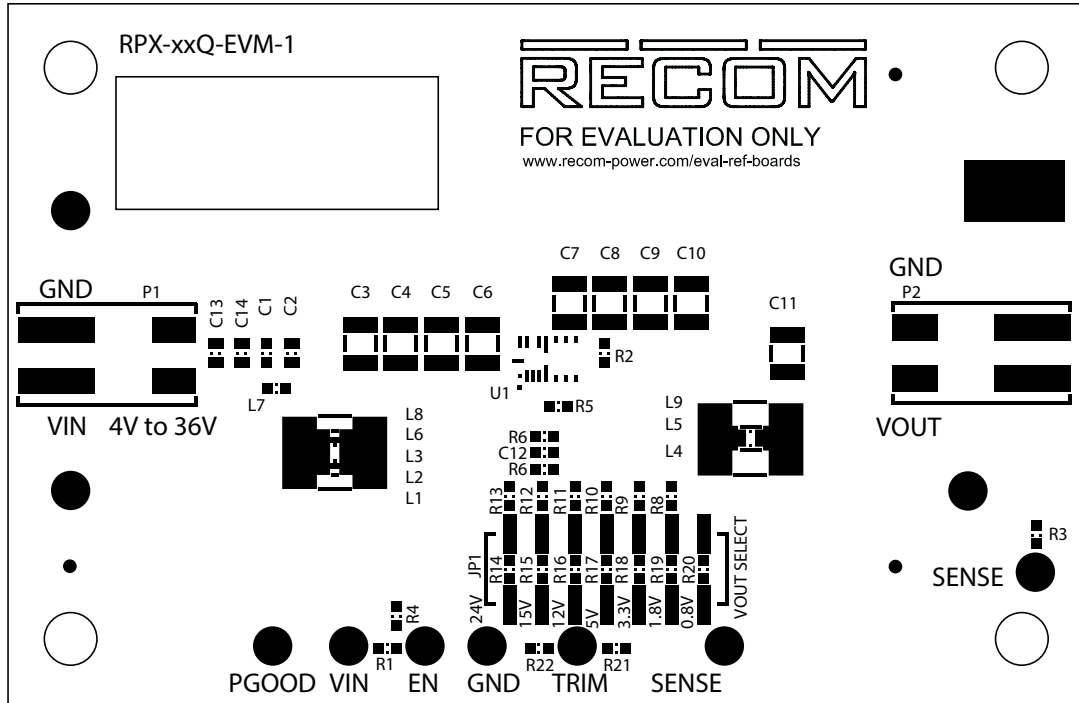 RPX-xxQ-EVM-1
RECOM
FOR EVALUATION ONLY
www.recom-power.com/eval-ref-boards
GND
P1
C13
C14
C1
C2
C3
C4
C5
C6
C7
C8
C9
C10
C11
GND
P2
R2
U1
L7
R5
VIN 4V to 36V
VOUT
L8
L6
L3
L2
L1
R6
C12
R6
L9
L5
L4
R13
R12
R11
R10
R9
R8
R3
SENSE
JP1
R14
R15
R16
R17
R18
R19
R20
VOUT SELECT
24V
15V
12V
5V
3.3V
1.8V
0.8V
R4
R1
R22
R21
PGOOD
VIN
EN
GND
TRIM
SENSE